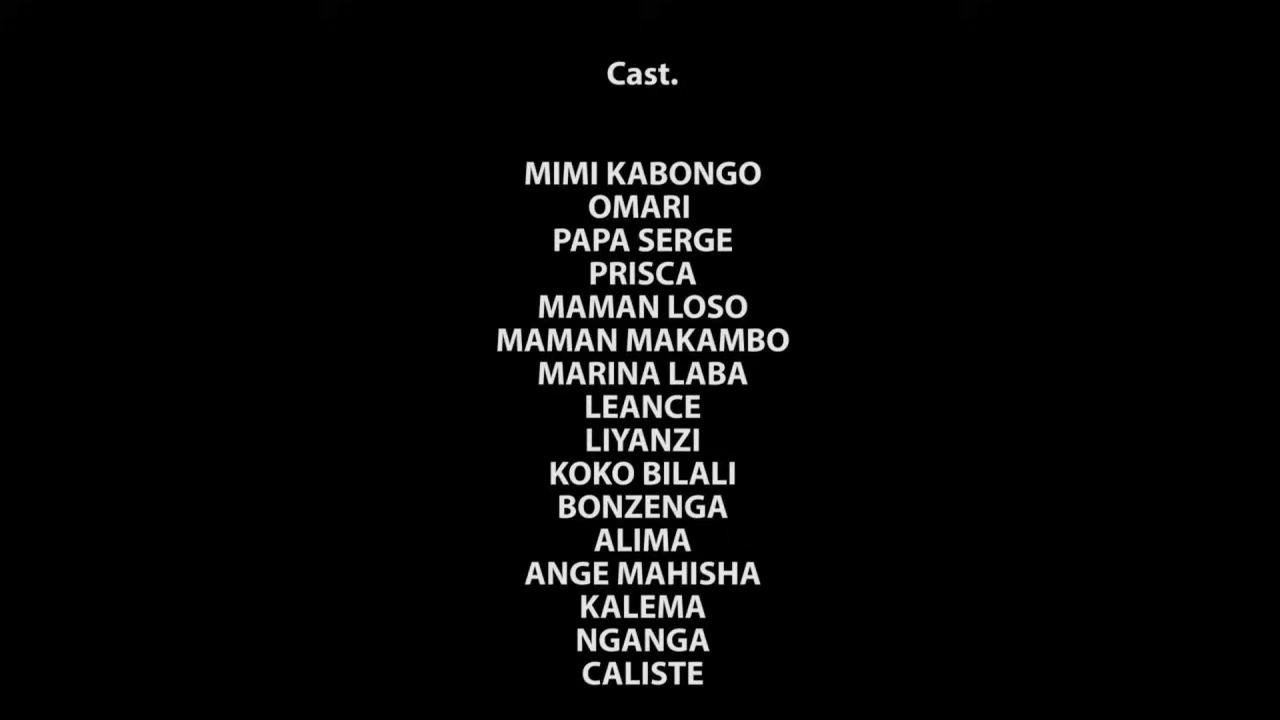 Cast.
MIMI KABONGO
OMARI
PAPA SERGE
PRISCA
MAMAN LOSO
MAMAN MAKAMBO
MARINA LABA
LEANCE
LIYANZI
KOKO BILALI
BONZENGA
ALIMA
ANGE MAHISHA
KALEMA
NGANGA
CALISTE